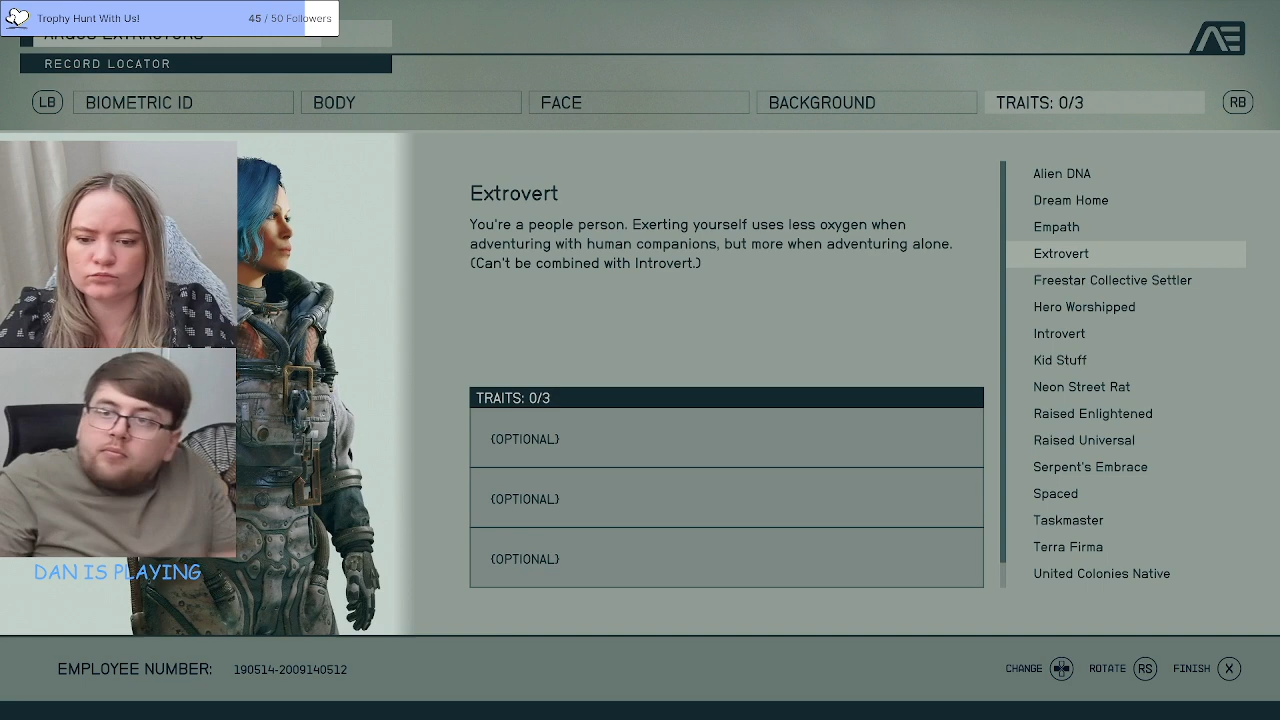 Trophy Hunt With Us!
45 / 50 Followers
ARGOS EXTRACTORS
RECORD LOCATOR
AE
LB
BIOMETRIC ID
BODY
FACE
BACKGROUND
TRAITS: 0/3
RB
Extrovert
You're a people person. Exerting yourself uses less oxygen when
adventuring with human companions, but more when adventuring alone.
(Can't be combined with Introvert.)
TRAITS: 0/3
{OPTIONAL}
{OPTIONAL}
{OPTIONAL}
Alien DNA
Dream Home
Empath
Extrovert
Freestar Collective Settler
Hero Worshipped
Introvert
Kid Stuff
Neon Street Rat
Raised Enlightened
Raised Universal
Serpent's Embrace
Spaced
Taskmaster
Terra Firma
United Colonies Native
DAN IS PLAYING
EMPLOYEE NUMBER: 190514-2009140512
CHANGE
ROTATE RS
FINISH X